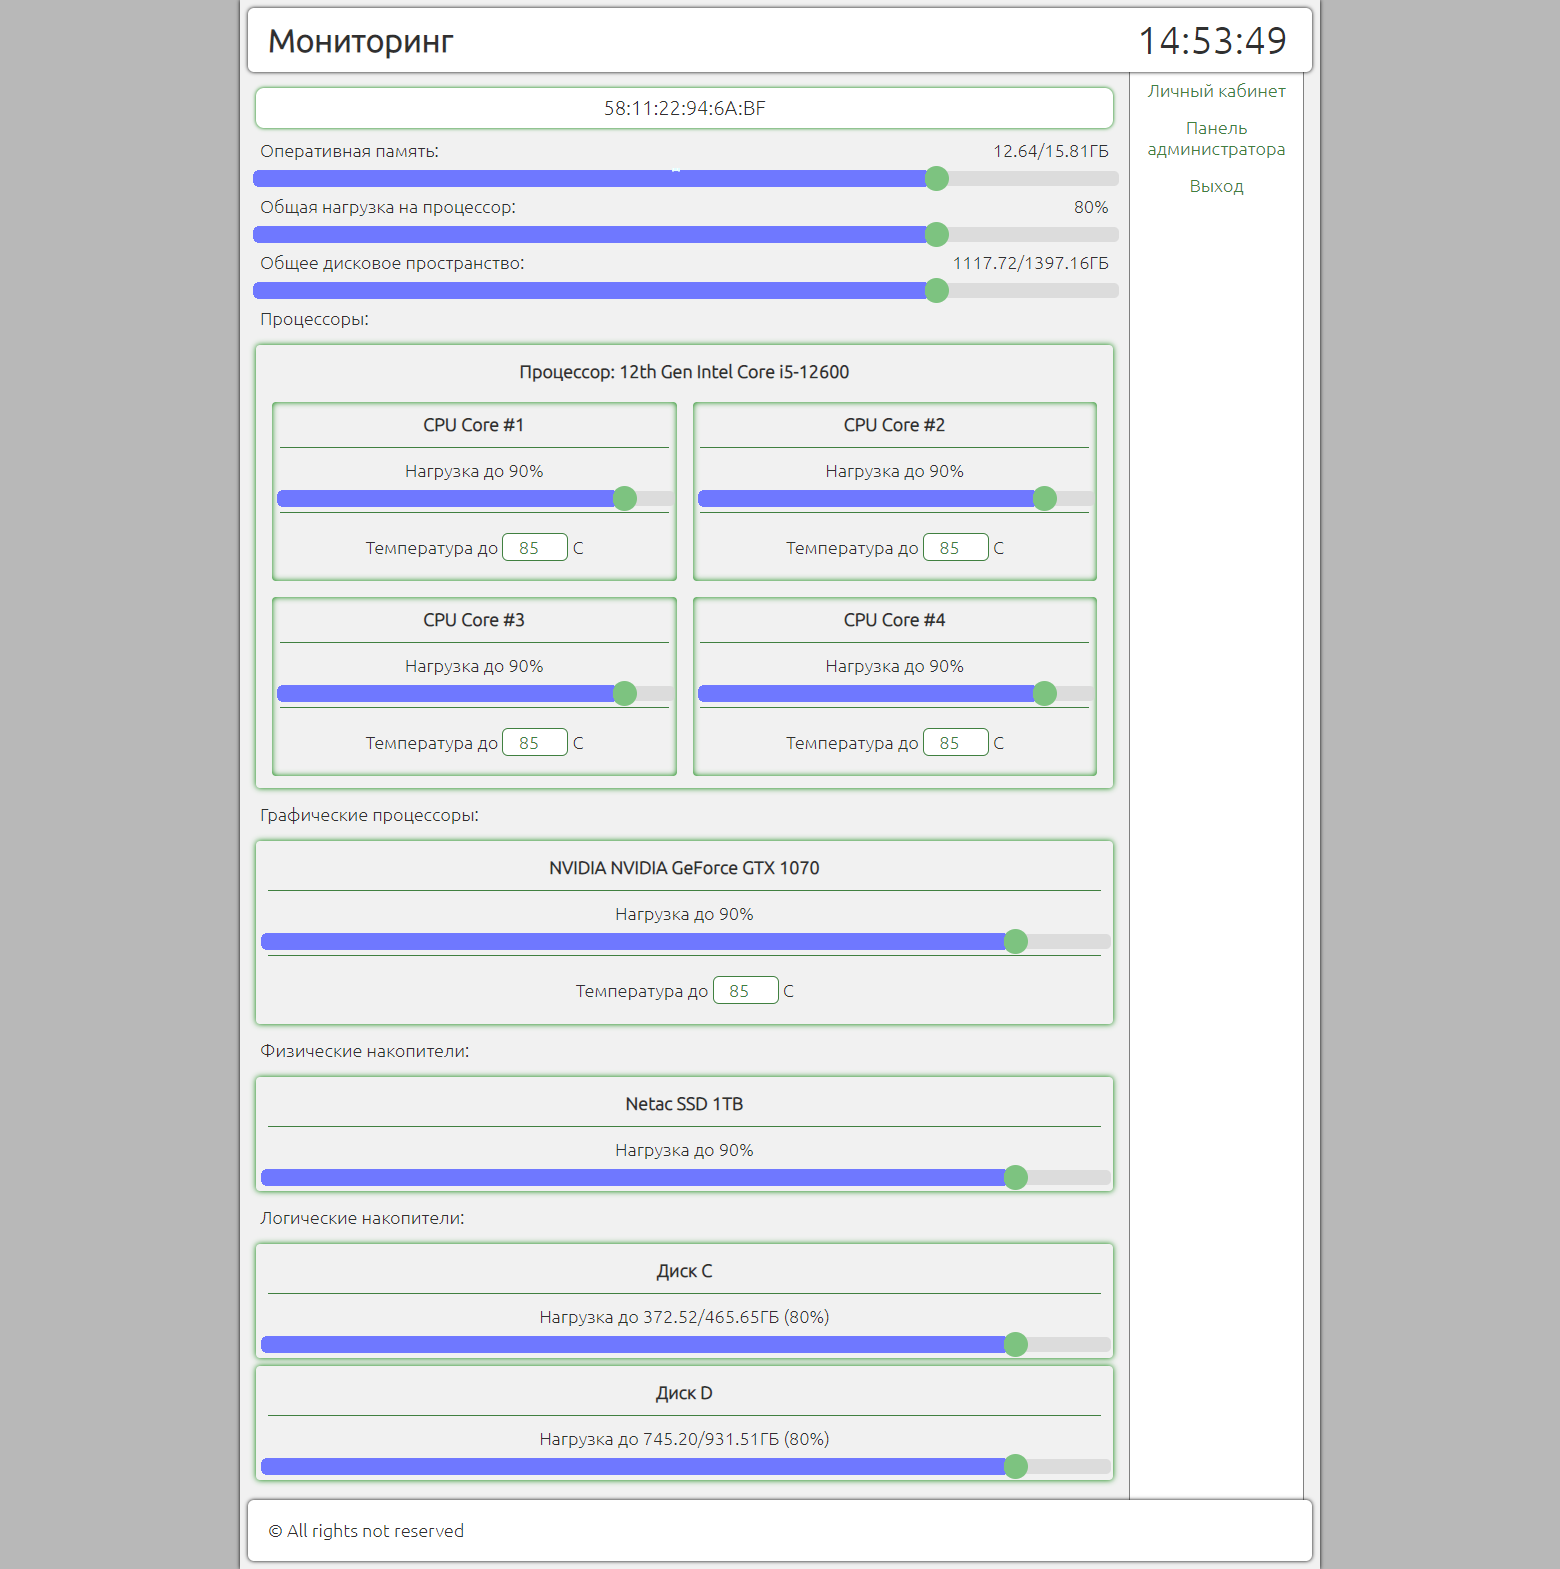 Мониторинг
14:53:49
Личный кабинет
Панель
администратора
Выход
58:11:22:94:6A:BF
Оперативная память:
12.64/15.81ГБ
Общая нагрузка на процессор:
80%
Общее дисковое пространство:
1117.72/1397.16ГБ
Процессоры:
Процессор: 12th Gen Intel Core i5-12600
CPU Core #1
Нагрузка до 90%
Температура до 85 C
CPU Core #2
Нагрузка до 90%
Температура до 85 C
CPU Core #3
Нагрузка до 90%
Температура до 85 C
CPU Core #4
Нагрузка до 90%
Температура до 85 C
Графические процессоры:
NVIDIA NVIDIA GeForce GTX 1070
Нагрузка до 90%
Температура до 85 C
Физические накопители:
Netac SSD 1TB
Нагрузка до 90%
Логические накопители:
Диск C
Нагрузка до 372.52/465.65ГБ (80%)
Диск D
Нагрузка до 745.20/931.51ГБ (80%)
© All rights not reserved